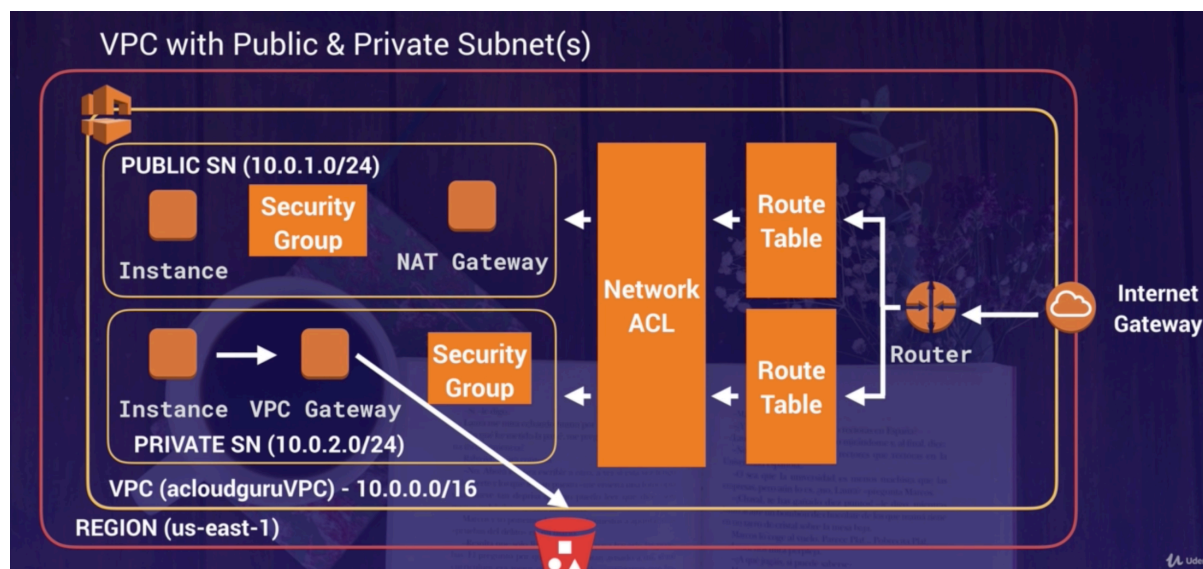 VPC with Public & Private Subnet(s)
PUBLIC SN (10.0.1.0/24)
Instance
Security
Group
NAT Gateway
Instance
VPC Gateway
Security
Group
PRIVATE SN (10.0.2.0/24)
VPC (acloudguruVPC) - 10.0.0.0/16
REGION (us-east-1)
Network
ACL
Route
Table
Route
Table
Router
Internet
Gateway